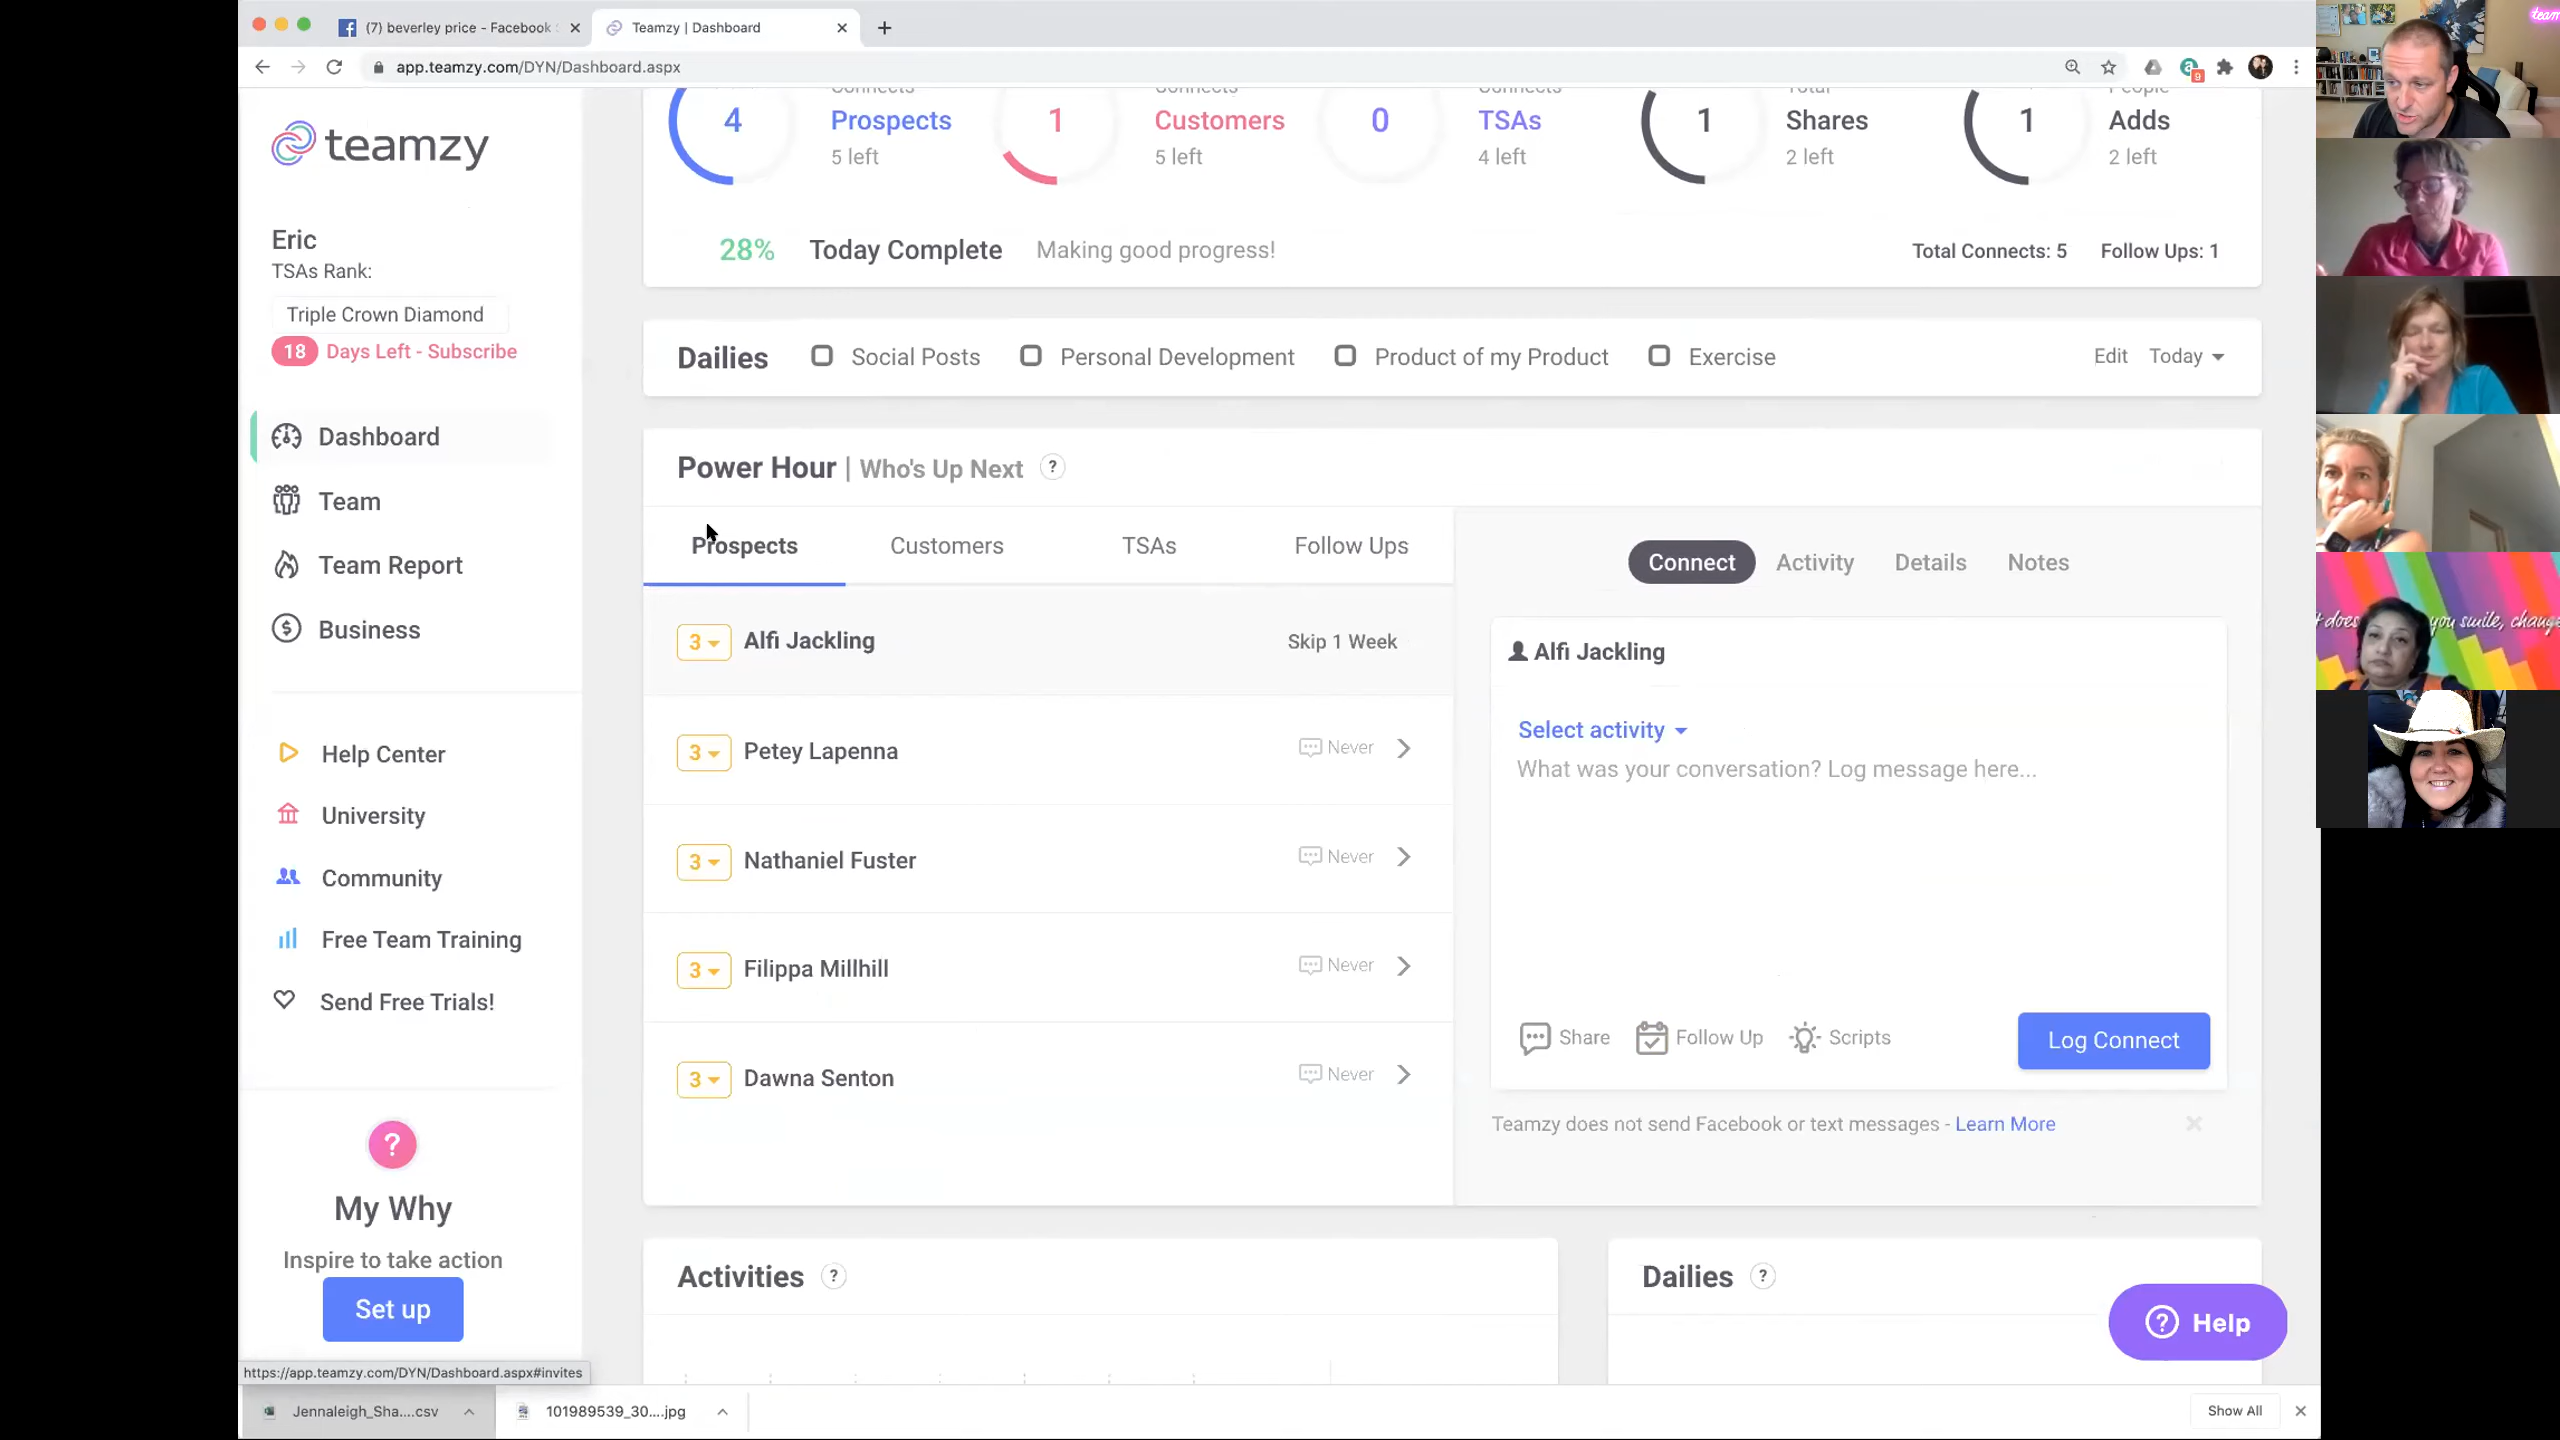 (7) beverley price - Facebook
Teamzy | Dashboard
app.teamzy.com/DYN/Dashboard.aspx
9
team
teamzy
Eric
TSAs Rank:
Triple Crown Diamond
18 Days Left - Subscribe
Dashboard
Team
Team Report
Business
Help Center
University
Community
Free Team Training
Send Free Trials!
?
My Why
Inspire to take action
Set up
https://app.teamzy.com/DYN/Dashboard.aspx#invites
Connects Connects Connects Total People
4 Prospects 1 Customers 0 TSAs 1 Shares 1 Adds
5 left 5 left 4 left 2 left 2 left
28% Today Complete Making good progress! Total Connects: 5 Follow Ups: 1
Dailies Social Posts Personal Development Product of my Product Exercise Edit Today
Power Hour | Who's Up Next ?
Prospects Customers TSAs Follow Ups
3 Alfi Jackling Skip 1 Week
3 Petey Lapenna Never
3 Nathaniel Fuster Never
3 Filippa Millhill Never
3 Dawna Senton Never
Connect Activity Details Notes
Alfi Jackling
Select activity
What was your conversation? Log message here...
Share Follow Up Scripts Log Connect
Teamzy does not send Facebook or text messages - Learn More
Activities ?
Dailies ?
Help
Jennaleigh_Sha....csv
101989539_30....jpg
Show All
does you smile, change